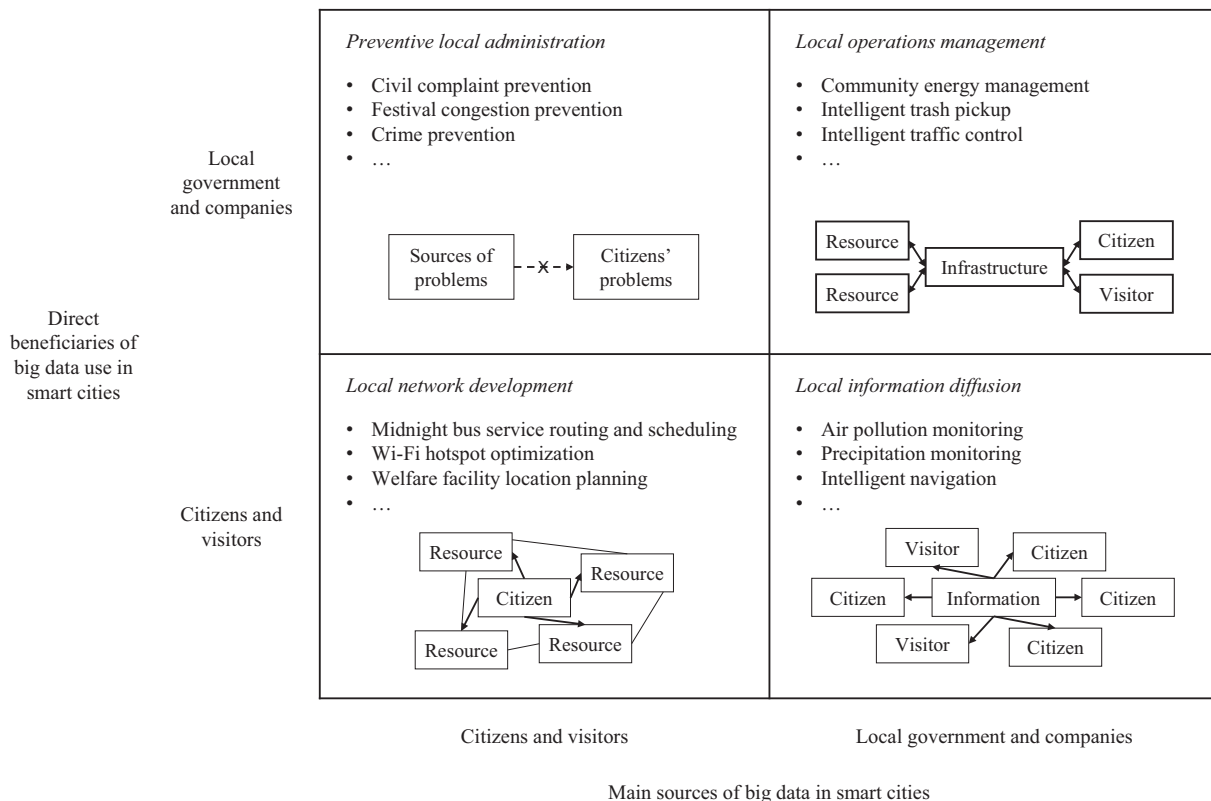 Preventive local administration
• Civil complaint prevention
• Festival congestion prevention
• Crime prevention
• …
Sources of
problems
x
Citizens’
problems
Local operations management
• Community energy management
• Intelligent trash pickup
• Intelligent traffic control
• …
Resource
Resource
Infrastructure
Citizen
Visitor
Local
government
and companies
Direct
beneficiaries of
big data use in
smart cities
Citizens and
visitors
Local network development
• Midnight bus service routing and scheduling
• Wi-Fi hotspot optimization
• Welfare facility location planning
• …
Resource
Resource
Citizen
Resource
Resource
Local information diffusion
• Air pollution monitoring
• Precipitation monitoring
• Intelligent navigation
• …
Visitor
Citizen
Citizen
Information
Citizen
Visitor
Citizen
Citizens and visitors
Local government and companies
Main sources of big data in smart cities